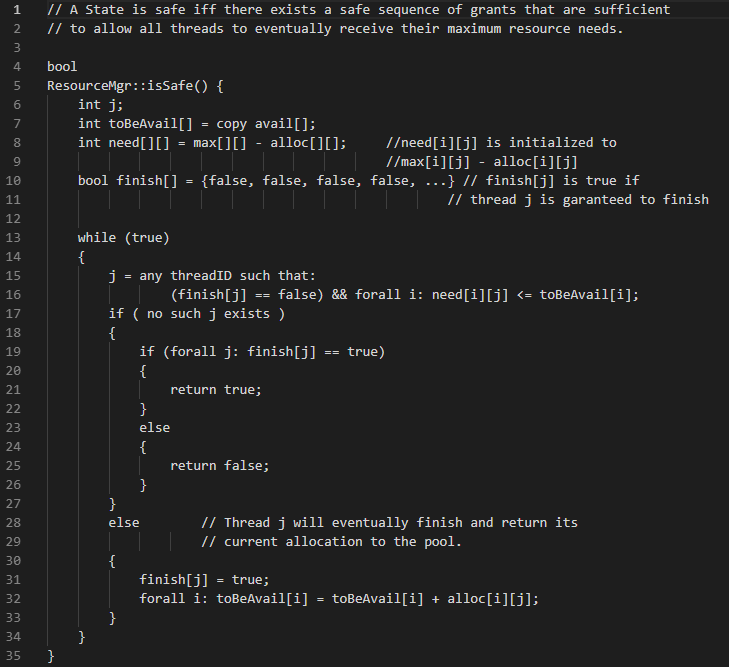 1 // A State is safe iff there exists a safe sequence of grants that are sufficient
2 // to allow all threads to eventually receive their maximum resource needs.
3
4 bool
5 ResourceMgr::isSafe() {
6     int j;
7     int toBeAvail[] = copy avail[];
8     int need[][] = max[][] - alloc[][];     //need[i][j] is initialized to
9                                             //max[i][j] - alloc[i][j]
10     bool finish[] = {false, false, false, false, ...} // finish[j] is true if
11                                                     // thread j is garanteed to finish
12
13     while (true)
14     {
15         j = any threadID such that:
16                 (finish[j] == false) && forall i: need[i][j] <= toBeAvail[i];
17         if ( no such j exists )
18         {
19             if (forall j: finish[j] == true)
20             {
21                 return true;
22             }
23             else
24             {
25                 return false;
26             }
27         }
28         else        // Thread j will eventually finish and return its
29                     // current allocation to the pool.
30         {
31             finish[j] = true;
32             forall i: toBeAvail[i] = toBeAvail[i] + alloc[i][j];
33         }
34     }
35 }